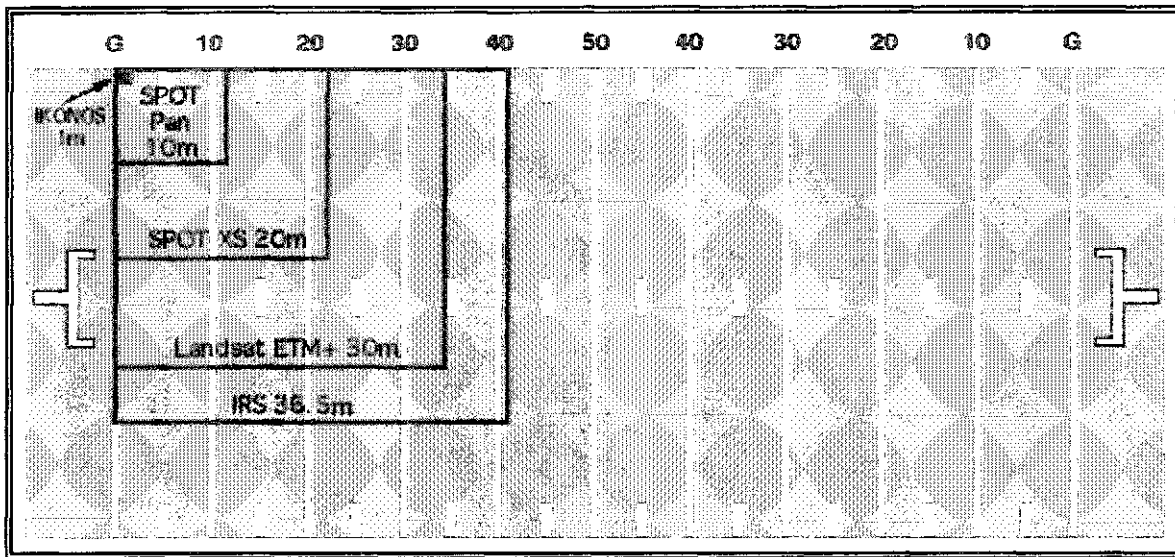 G 10 20 30 40 50 40 30 20 10 G
IKONOS
1m
SPOT
Pan
10m
SPOT XS 20m
Landsat ETM+ 30m
IRS 36.5m